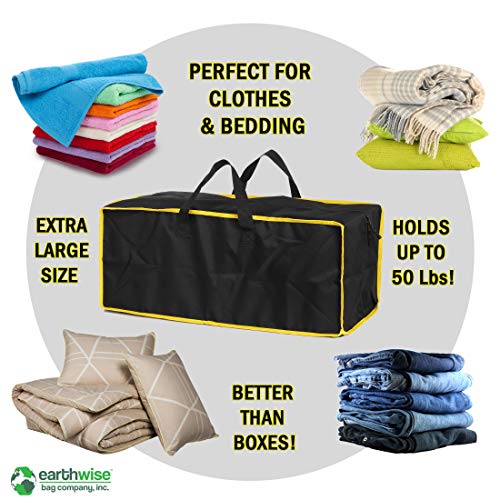 PERFECT FOR
CLOTHES
& BEDDING
EXTRA
LARGE
SIZE
HOLDS
UP TO
50 Lbs!
BETTER
THAN
BOXES!
earthwise®
bag company, inc.